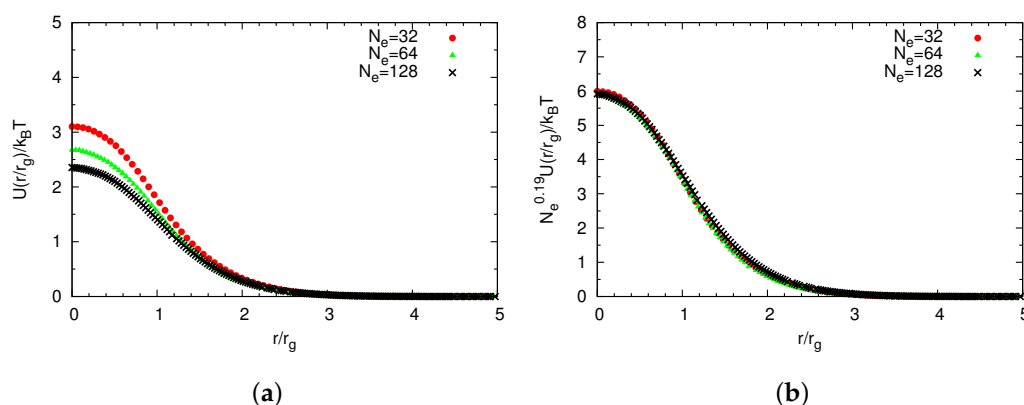 5
4
3
2
1
0
0 1 2 3 4 5
U(r/r_g)/k_BT
r/r_g
N_e=32
N_e=64
N_e=128
(a)
8
7
6
5
4
3
2
1
0
0 1 2 3 4 5
N_e^0.19U(r/r_g)/k_BT
r/r_g
N_e=32
N_e=64
N_e=128
(b)